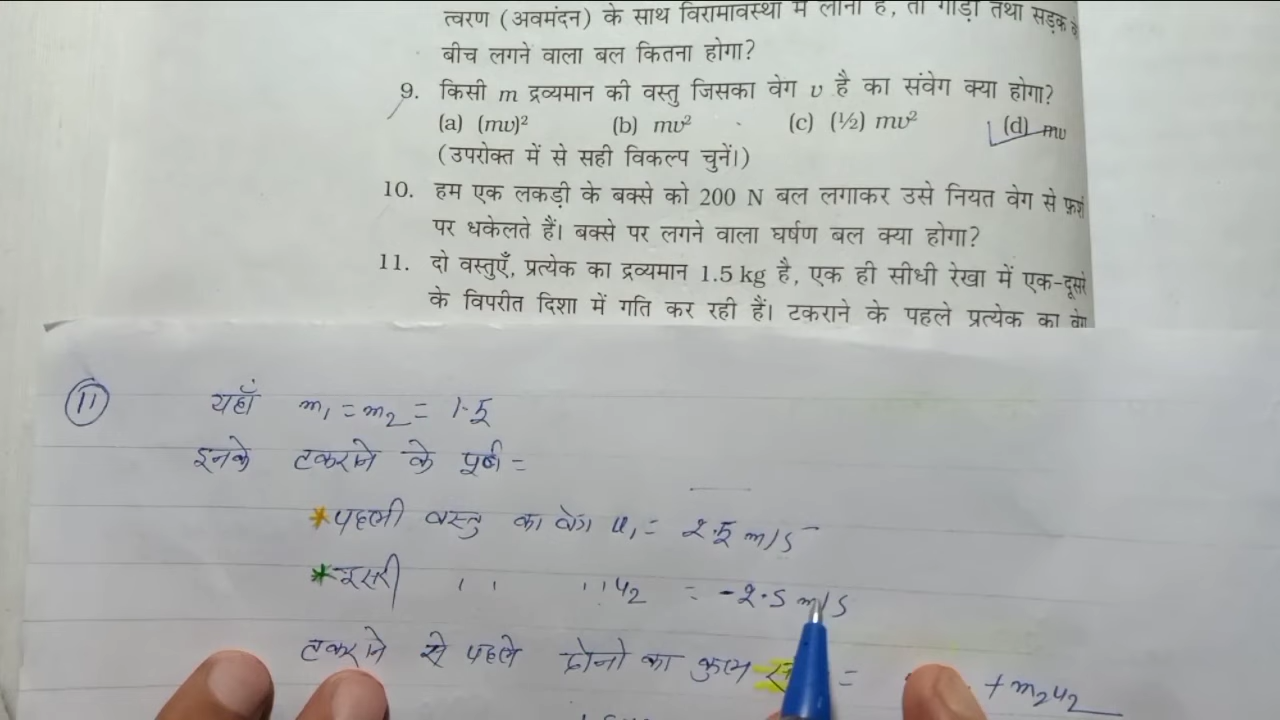 त्वरण (अवमंदन) के साथ विरामावस्था में लाना है, तो गाड़ी तथा सड़क
बीच लगने वाला बल कितना होगा?
9. किसी m द्रव्यमान की वस्तु जिसका वेग υ है का संवेग क्या होगा?
(a) (mυ)² (b) mυ² (c) (½) mυ² (d) mυ
(उपरोक्त में से सही विकल्प चुनें।)
10. हम एक लकड़ी के बक्से को 200 N बल लगाकर उसे नियत वेग से फ़र्श
पर धकेलते हैं। बक्से पर लगने वाला घर्षण बल क्या होगा?
11. दो वस्तुएँ, प्रत्येक का द्रव्यमान 1.5 kg है, एक ही सीधी रेखा में एक-दूसरे
के विपरीत दिशा में गति कर रही हैं। टकराने के पहले प्रत्येक का वेग
11 यहाँ m₁ = m₂ = 1.5
इनके टकराने के पूर्व =
* पहली वस्तु का वेग u₁ = 2.5 m/s
* दूसरी ,, ,, u₂ = -2.5 m/s
टकराने से पहले दोनो का कुल = + m₂u₂